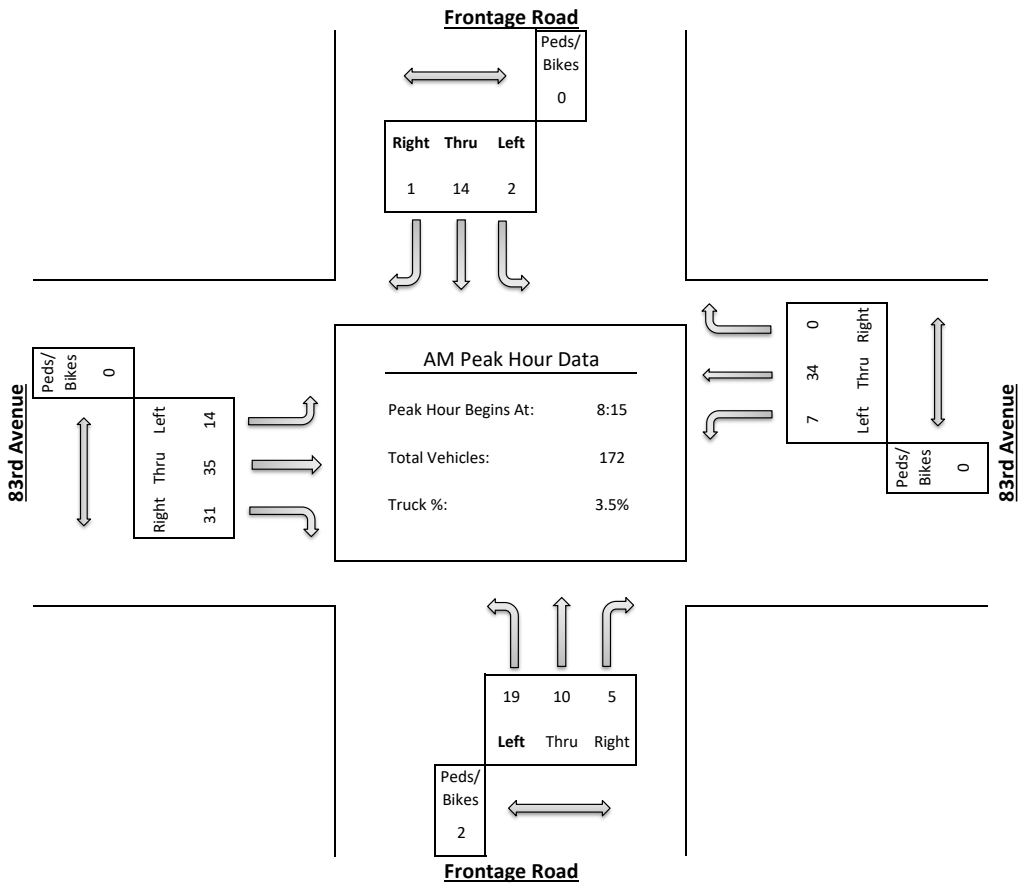 Frontage Road
Peds/
Bikes
0
Right Thru Left
1 14 2
83rd Avenue
Peds/
Bikes
0
Left 14
Thru 35
Right 31
AM Peak Hour Data
Peak Hour Begins At: 8:15
Total Vehicles: 172
Truck %: 3.5%
0 Right
34 Thru
7 Left
Peds/
Bikes
0
83rd Avenue
19 10 5
Left Thru Right
Peds/
Bikes
2
Frontage Road